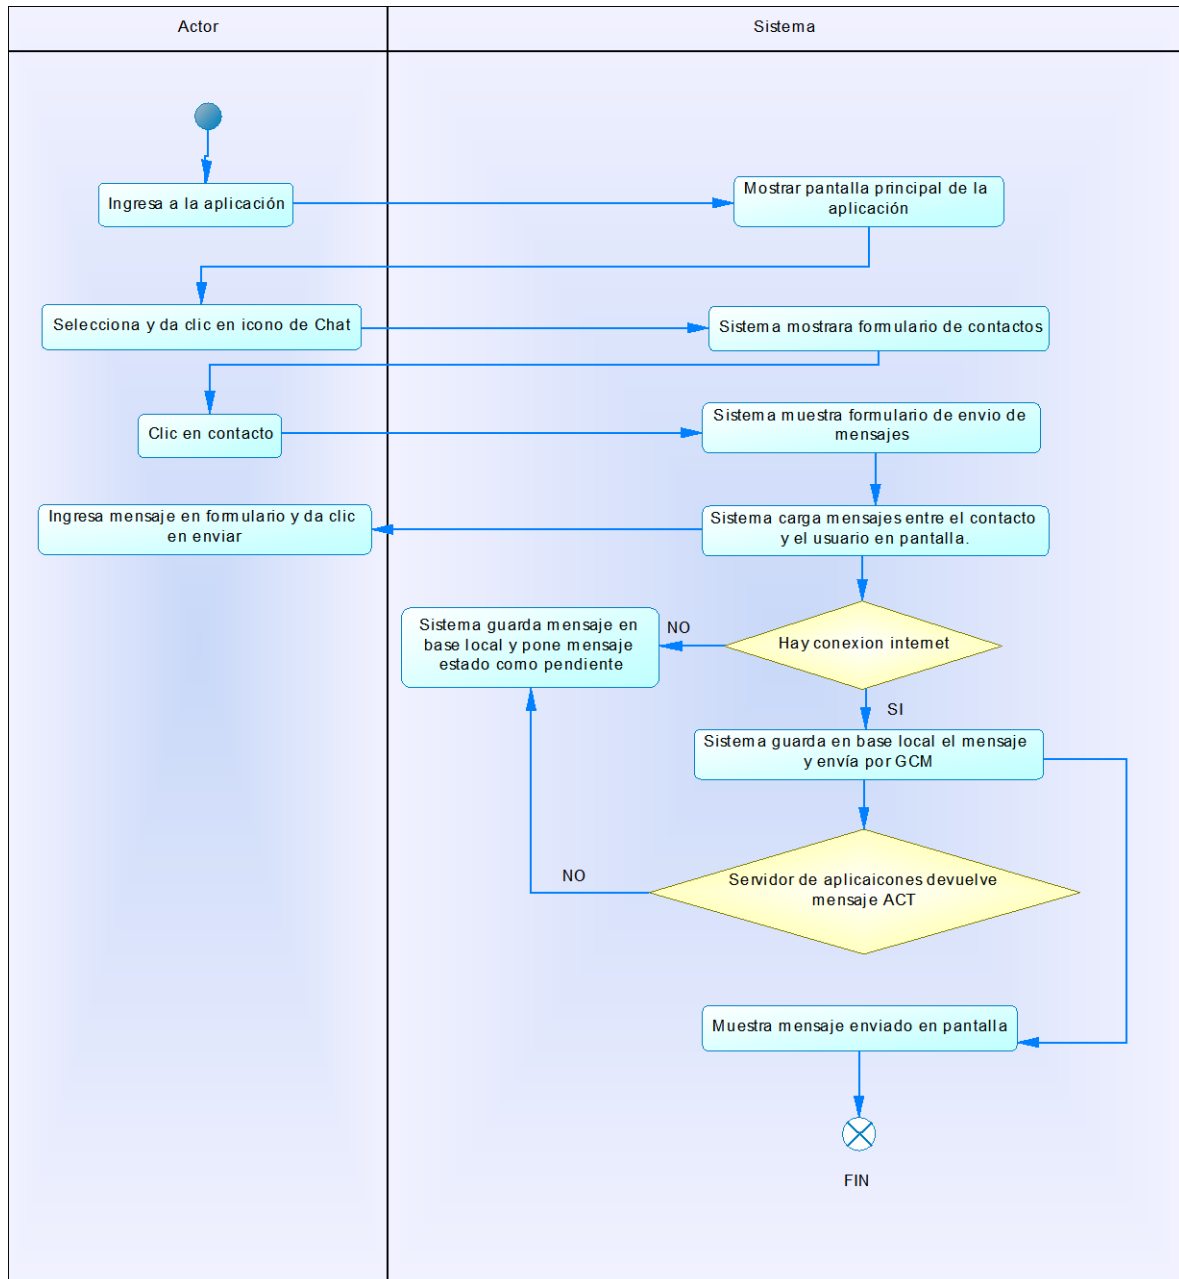 Actor
Sistema
Ingresa a la aplicación
Mostrar pantalla principal de la
aplicación
Selecciona y da clic en icono de Chat
Sistema mostrara formulario de contactos
Clic en contacto
Sistema muestra formulario de envio de
mensajes
Ingresa mensaje en formulario y da clic
en enviar
Sistema carga mensajes entre el contacto
y el usuario en pantalla.
Sistema guarda mensaje en
base local y pone mensaje
estado como pendiente
NO
Hay conexion internet
SI
Sistema guarda en base local el mensaje
y envía por GCM
NO
Servidor de aplicaicones devuelve
mensaje ACT
Muestra mensaje enviado en pantalla
FIN